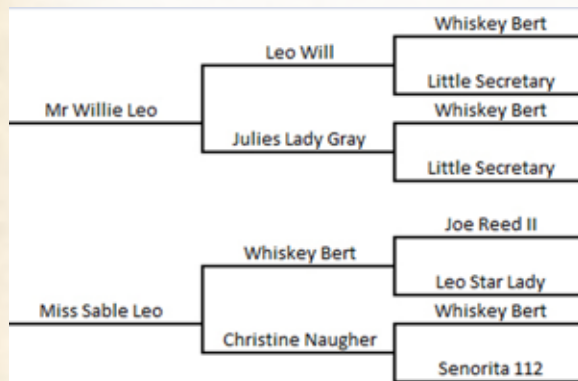 Whiskey Bert
Leo Will
Little Secretary
Mr Willie Leo
Whiskey Bert
Julies Lady Gray
Little Secretary
Joe Reed II
Whiskey Bert
Leo Star Lady
Miss Sable Leo
Whiskey Bert
Christine Naugher
Senorita 112